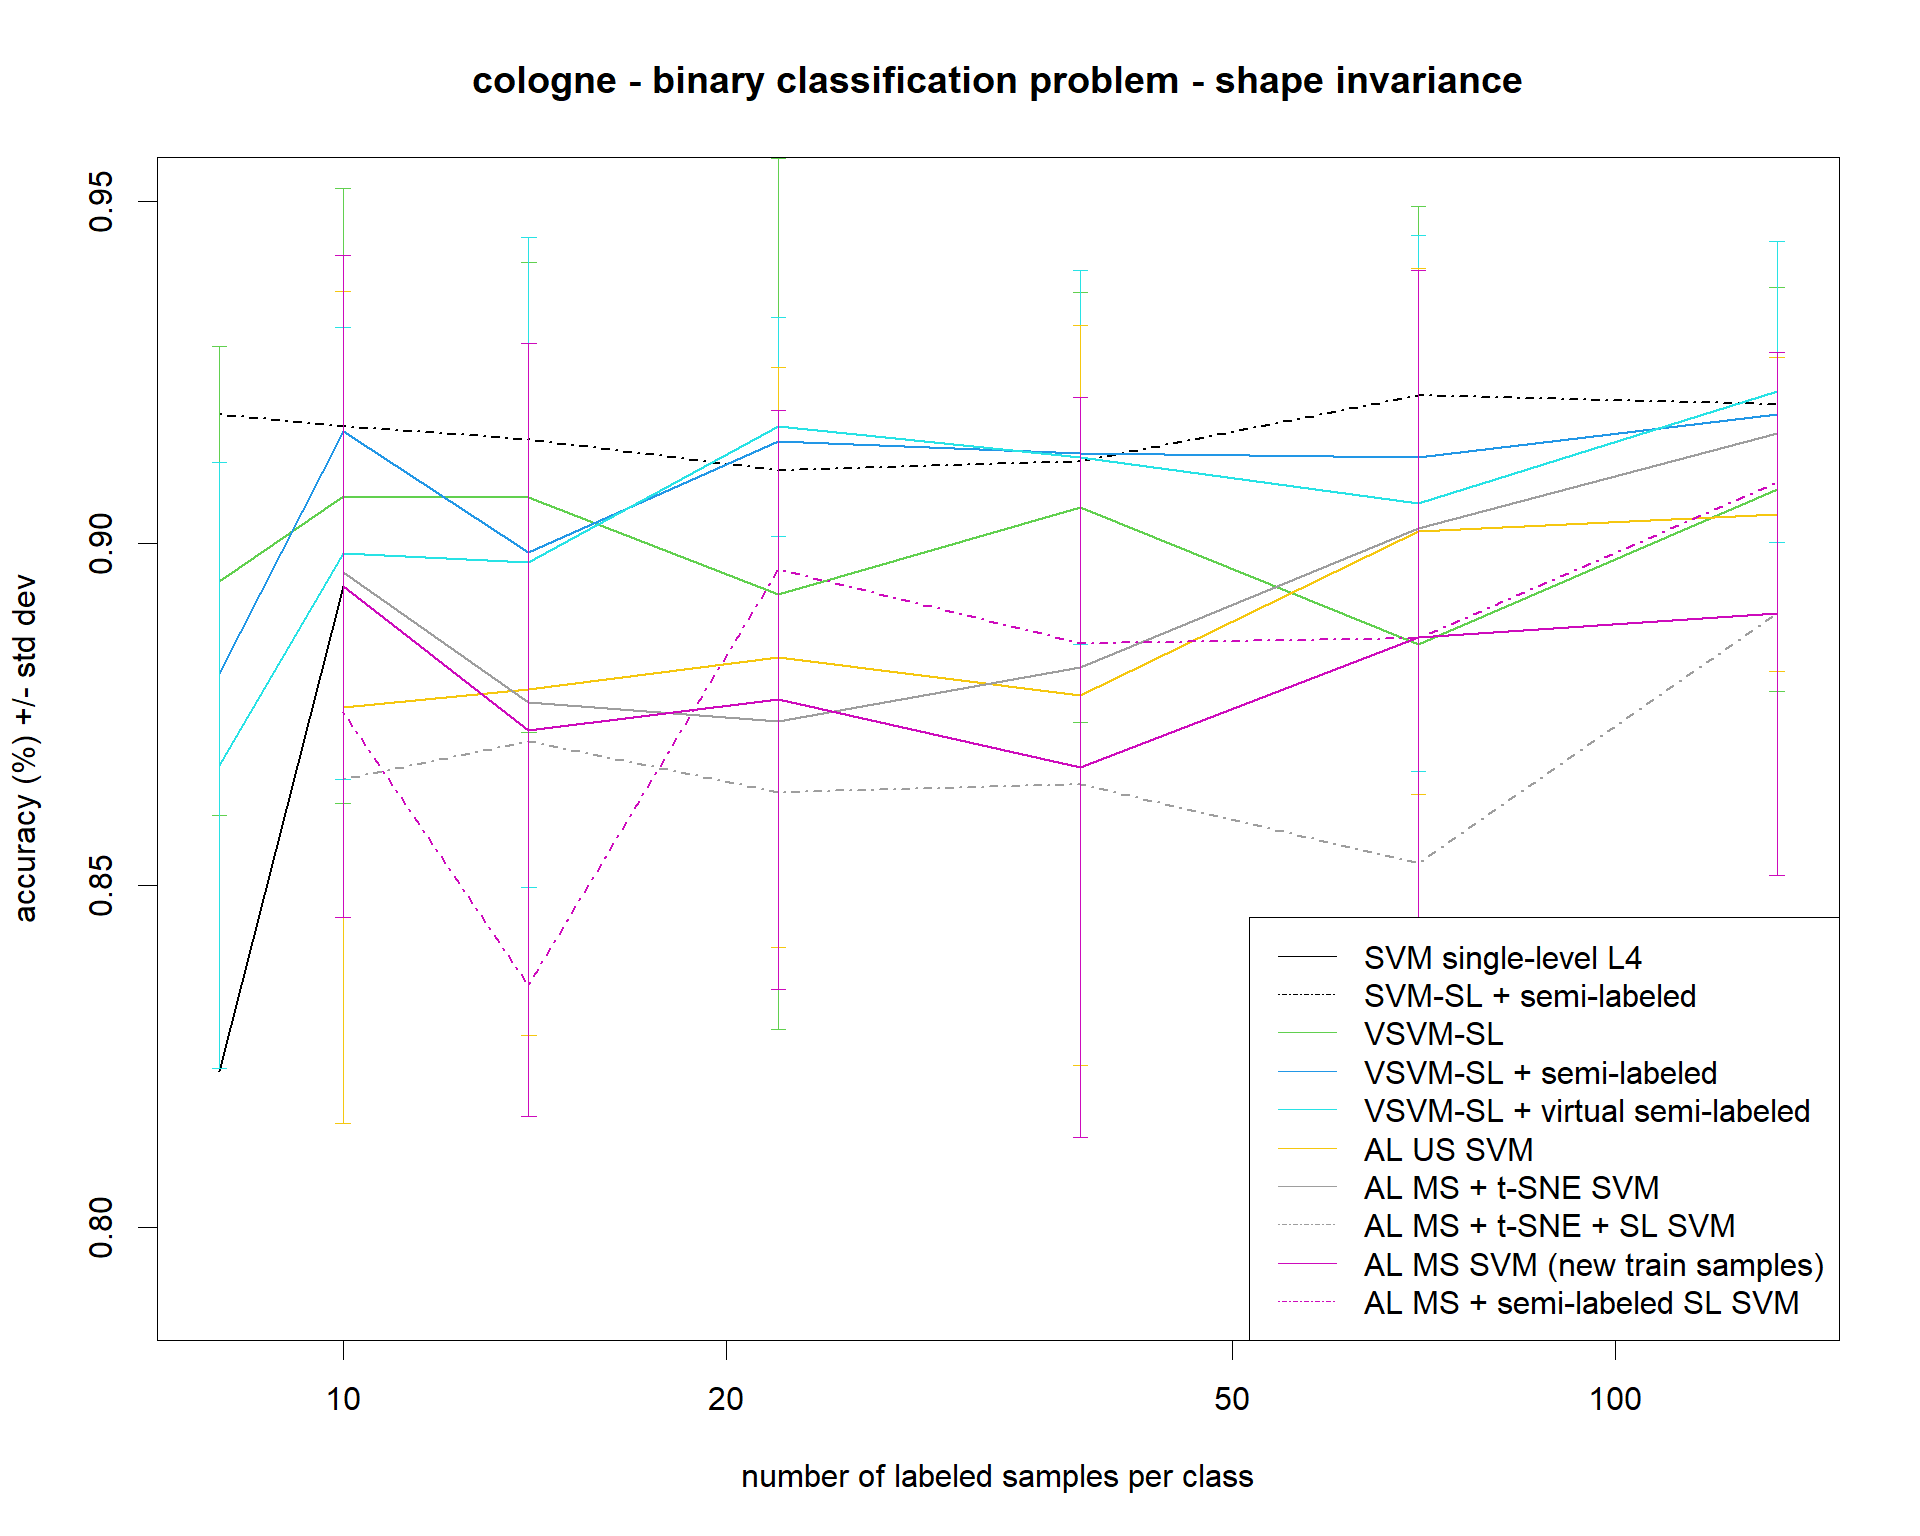 cologne - binary classification problem - shape invariance
0.95
0.90
0.85
0.80
accuracy (%) +/- std dev
SVM single-level L4
SVM-SL + semi-labeled
VSVM-SL
VSVM-SL + semi-labeled
VSVM-SL + virtual semi-labeled
AL US SVM
AL MS + t-SNE SVM
AL MS + t-SNE + SL SVM
AL MS SVM (new train samples)
AL MS + semi-labeled SL SVM
10 20 50 100
number of labeled samples per class